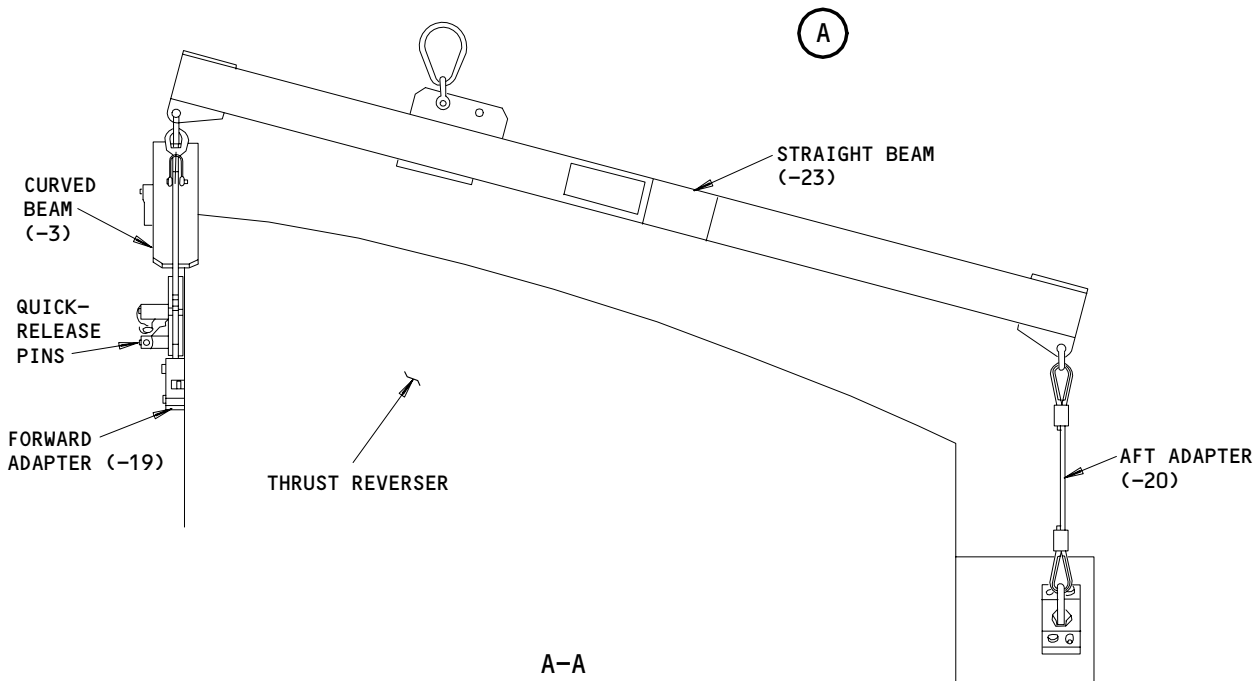 A
STRAIGHT BEAM
(-23)
CURVED
BEAM
(-3)
QUICK-
RELEASE
PINS
FORWARD
ADAPTER (-19)
THRUST REVERSER
AFT ADAPTER
(-20)
A-A